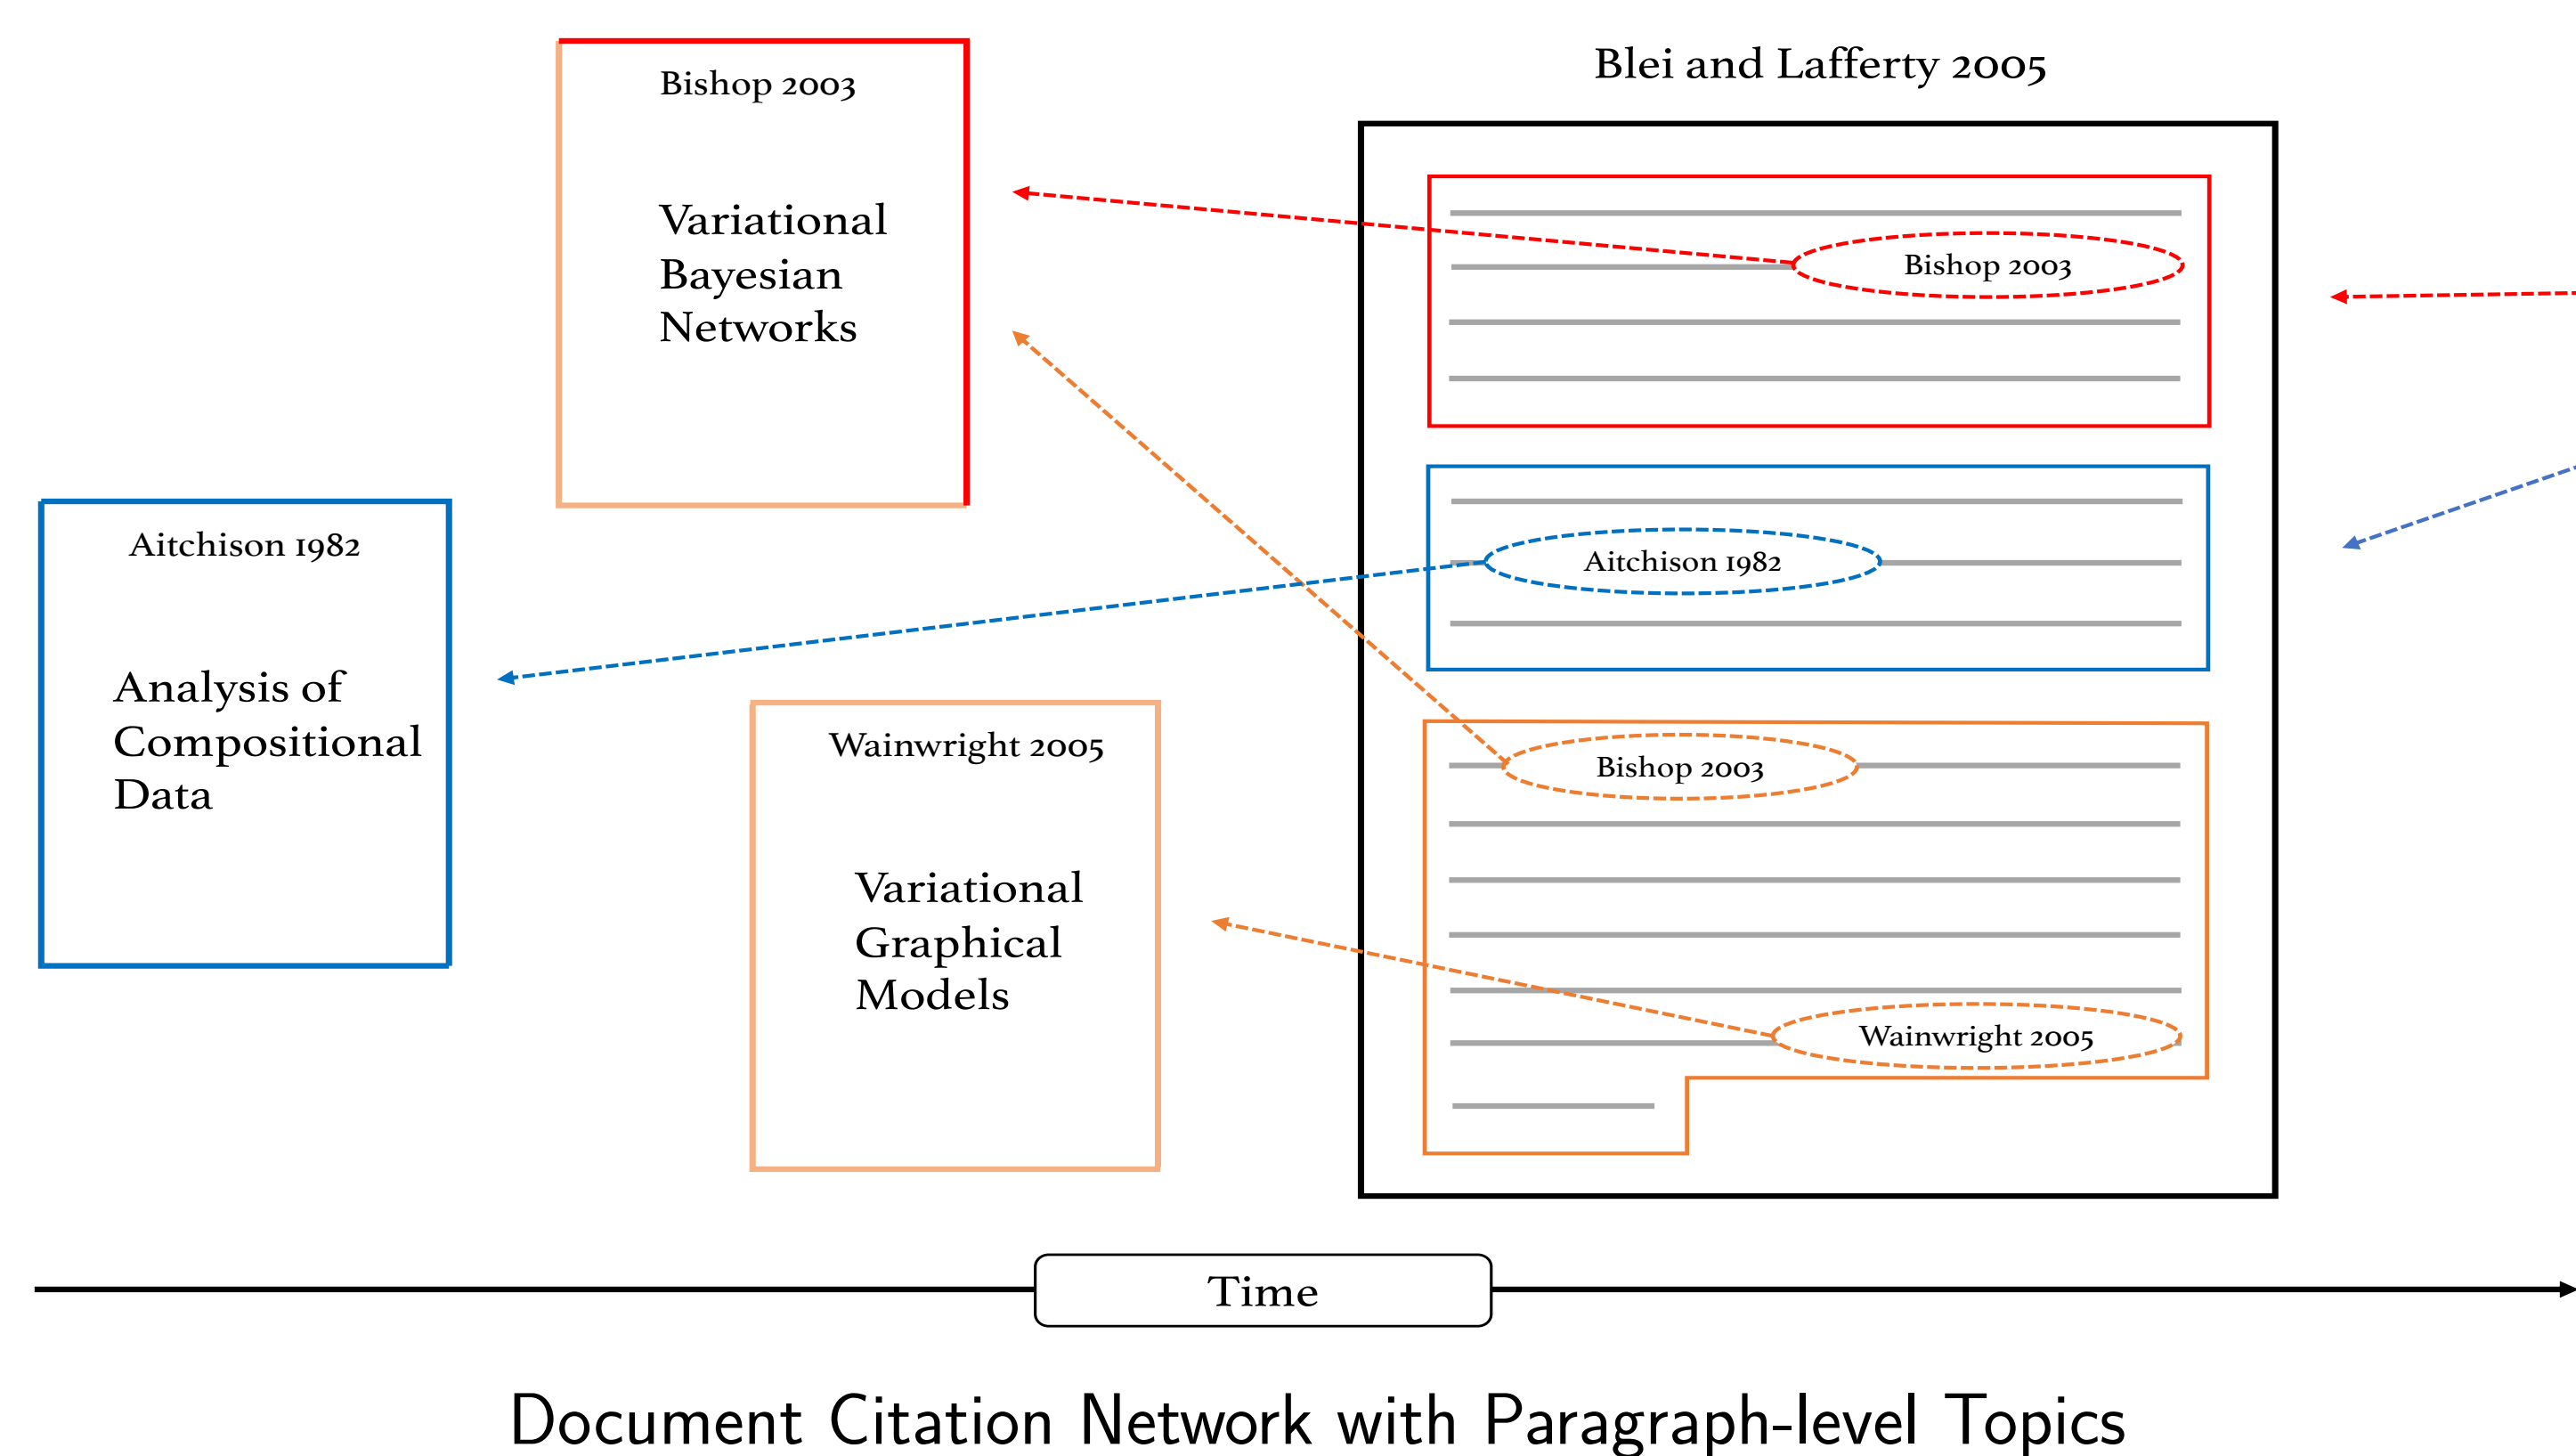 Bishop 2003
Variational
Bayesian
Networks
Aitchison 1982
Analysis of
Compositional
Data
Wainwright 2005
Variational
Graphical
Models
Blei and Lafferty 2005
Bishop 2003
Aitchison 1982
Bishop 2003
Wainwright 2005
Time
Document Citation Network with Paragraph-level Topics